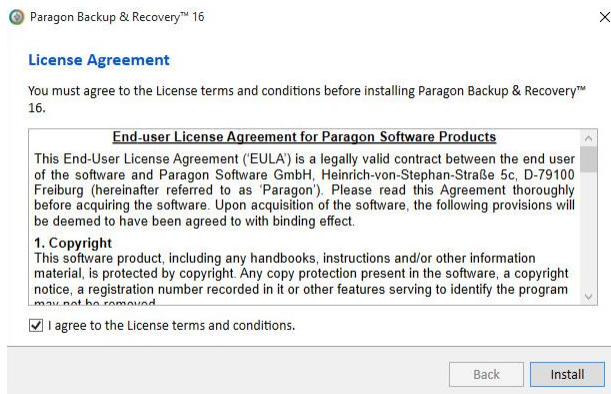 Paragon Backup & Recovery™ 16
License Agreement
You must agree to the License terms and conditions before installing Paragon Backup & Recovery™
16.
End-user License Agreement for Paragon Software Products
This End-User License Agreement ('EULA') is a legally valid contract between the end user
of the software and Paragon Software GmbH, Heinrich-von-Stephan-Straße 5c, D-79100
Freiburg (hereinafter referred to as 'Paragon'). Please read this Agreement thoroughly
before acquiring the software. Upon acquisition of the software, the following provisions will
be deemed to have been agreed to with binding effect.
1. Copyright
This software product, including any handbooks, instructions and/or other information
material, is protected by copyright. Any copy protection present in the software, a copyright
notice, a registration number recorded in it or other features serving to identify the program
may not be removed
I agree to the License terms and conditions.
Back
Install